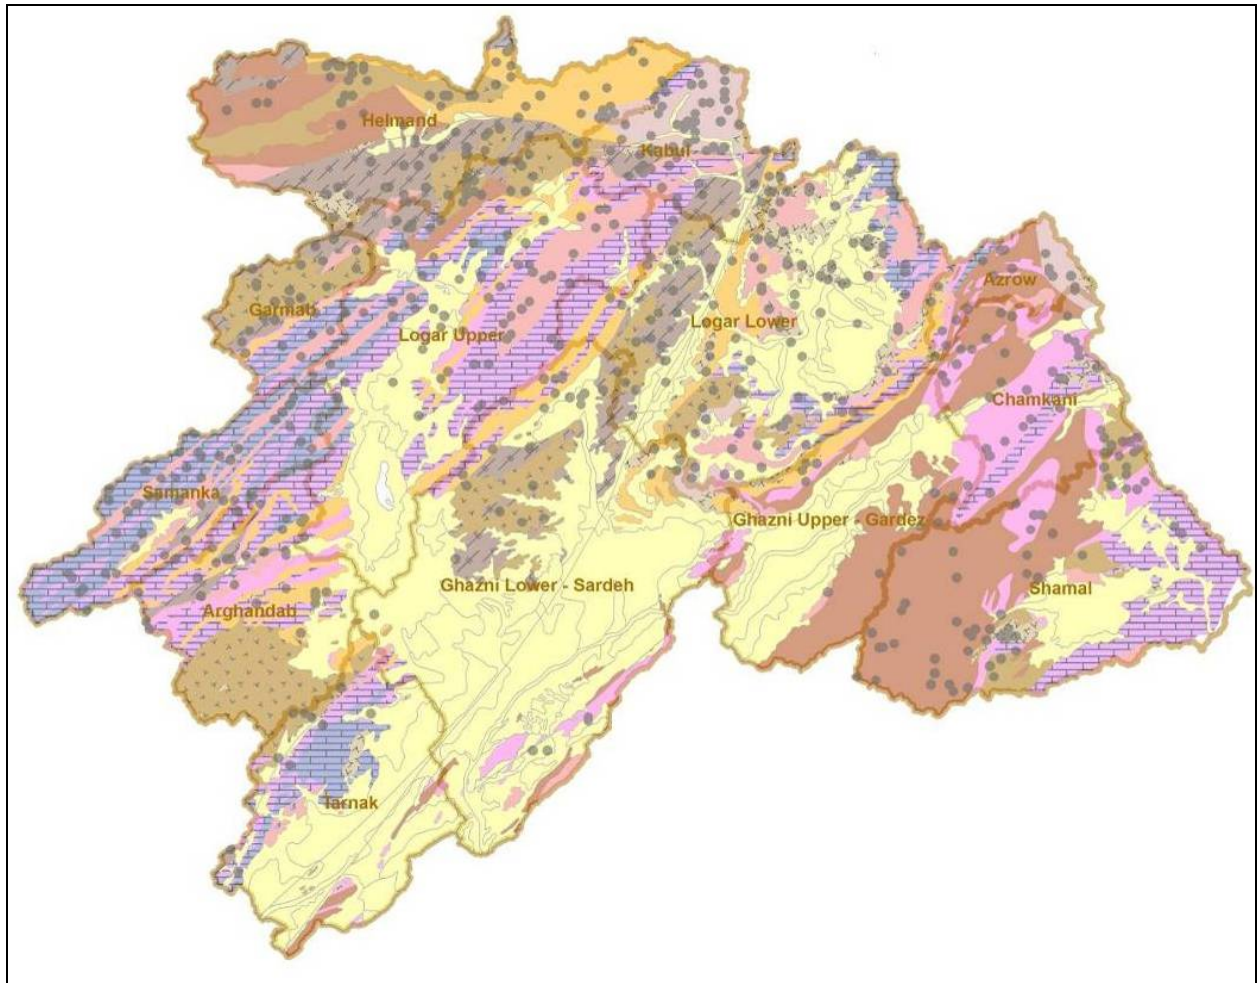 Helmand
Kabul
Azrow
Garmab
Logar Lower
Logar Upper
Chamkani
Samanka
Ghazni Upper - Gardez
Ghazni Lower - Sardeh
Shamal
Arghandab
Tarnak